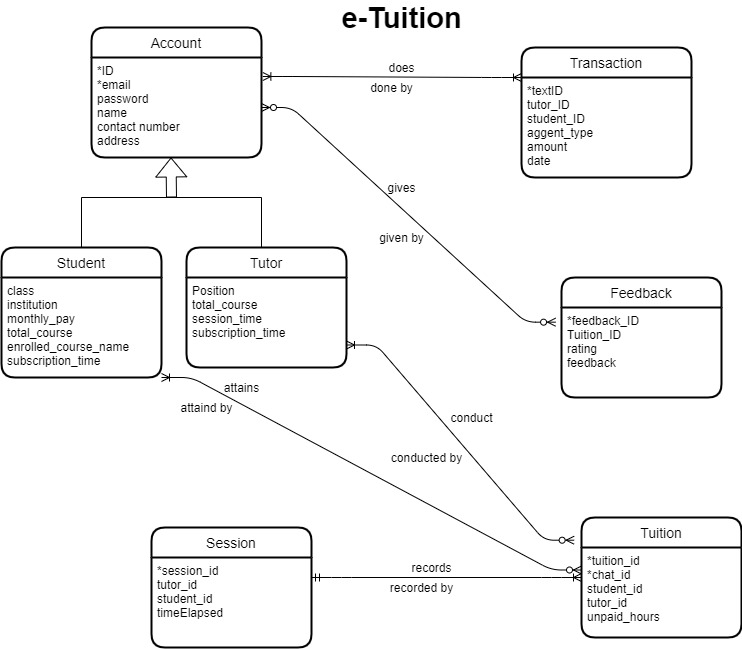 e-Tuition
Account
*ID
*email
password
name
contact number
address
does
done by
Transaction
*textID
tutor_ID
student_ID
aggent_type
amount
date
gives
given by
Student
class
institution
monthly_pay
total_course
enrolled_course_name
subscription_time
Tutor
Position
total_course
session_time
subscription_time
Feedback
*feedback_ID
Tuition_ID
rating
feedback
attains
attaind by
conduct
conducted by
Session
*session_id
tutor_id
student_id
timeElapsed
records
recorded by
Tuition
*tuition_id
*chat_id
student_id
tutor_id
unpaid_hours